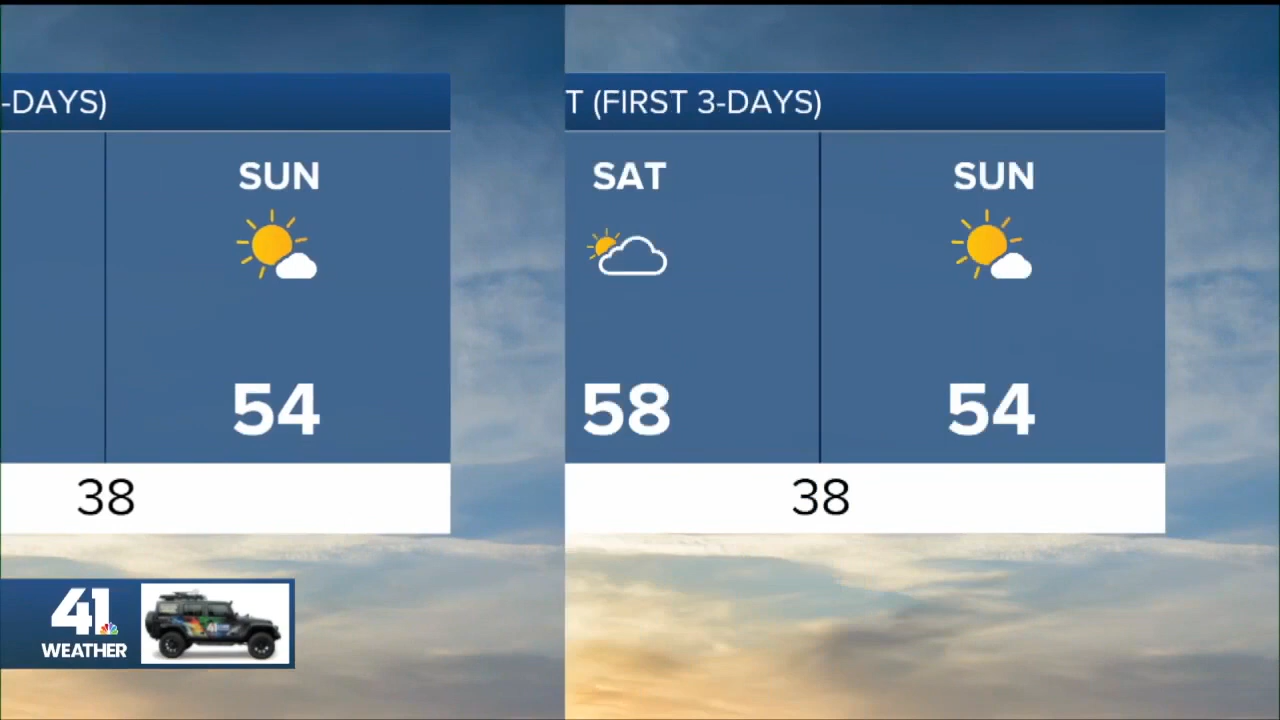 -DAYS)
SUN
54
38
T (FIRST 3-DAYS)
SAT
SUN
58
54
38
41
WEATHER